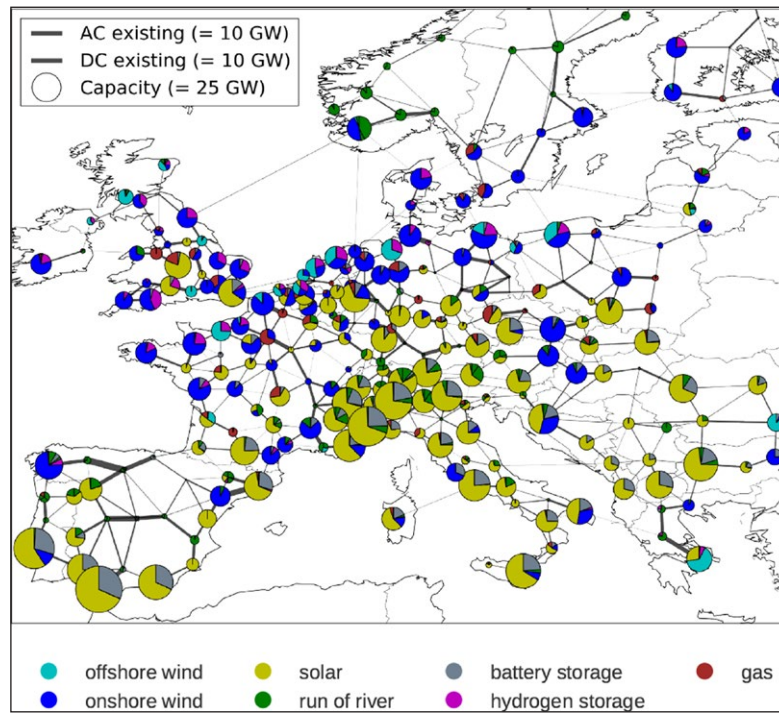 AC existing (= 10 GW)
DC existing (= 10 GW)
Capacity (= 25 GW)
offshore wind
solar
battery storage
gas
onshore wind
run of river
hydrogen storage